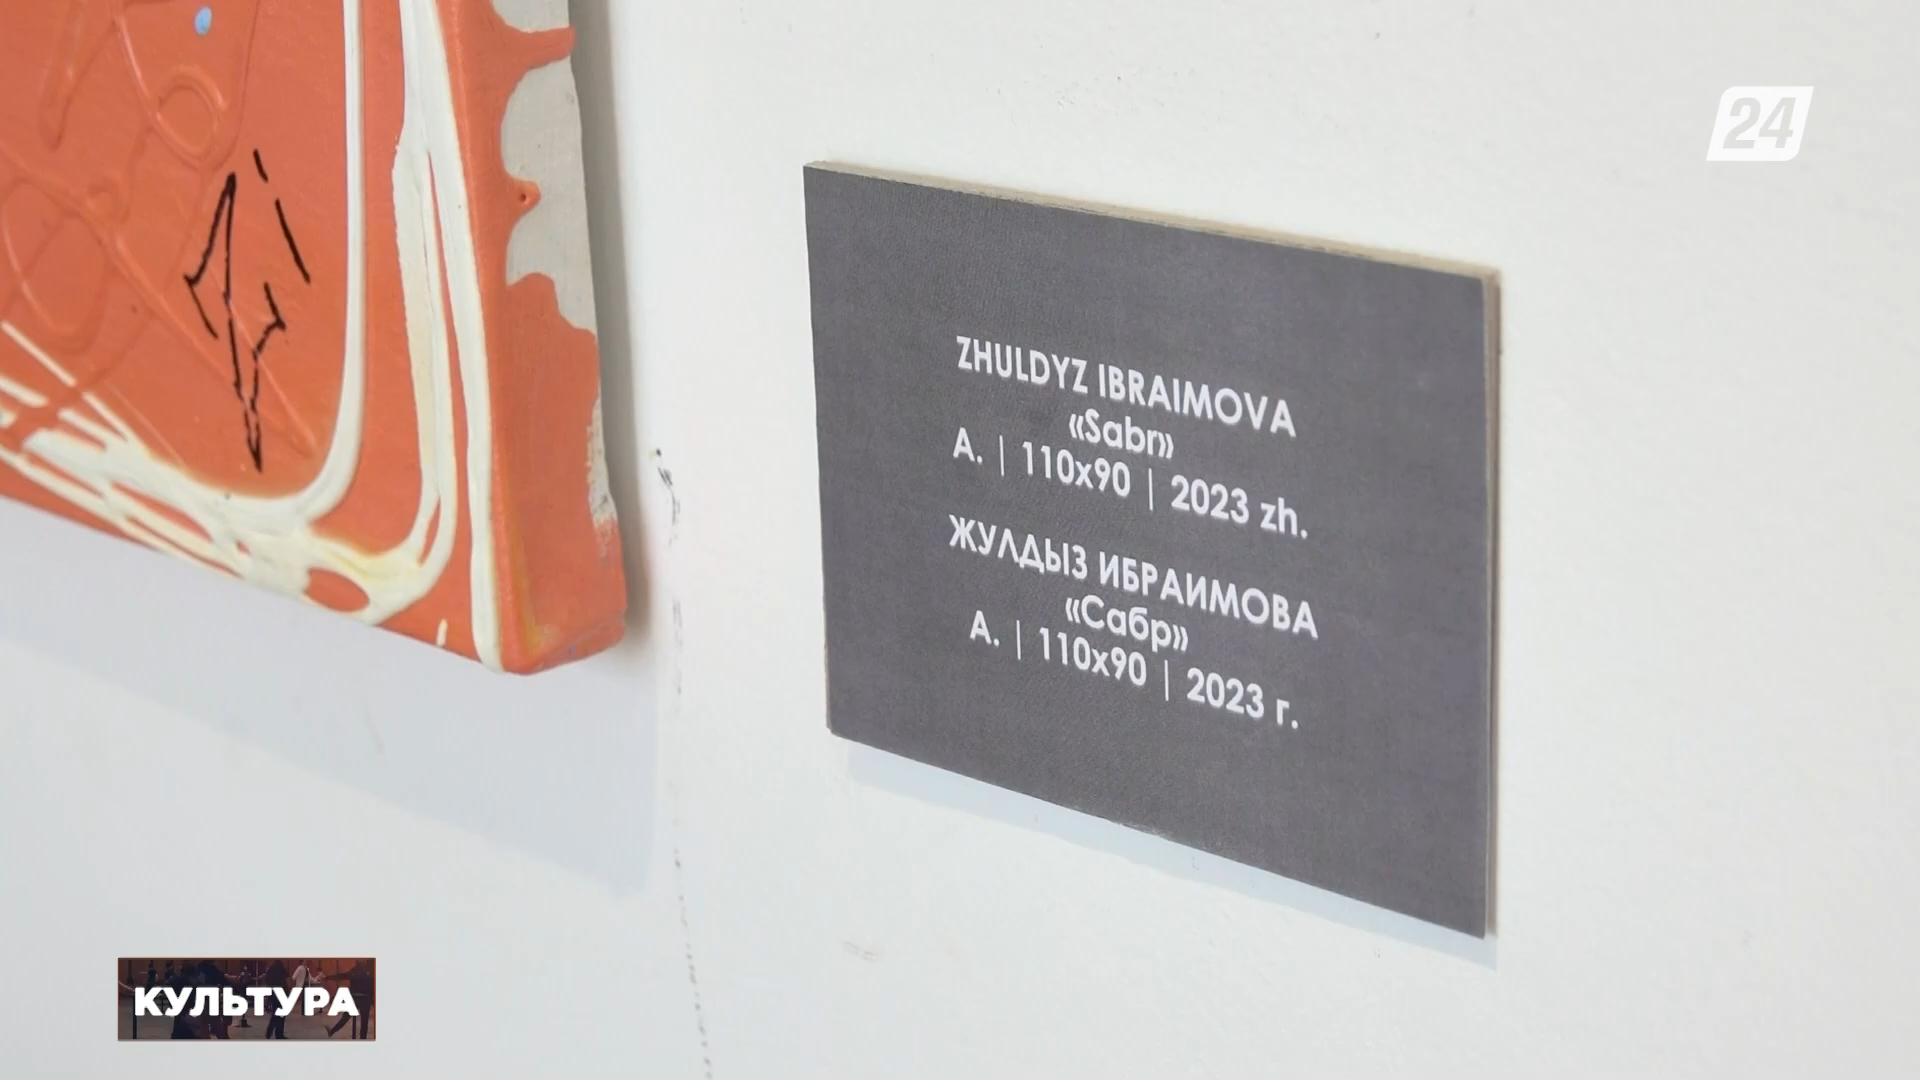 24
ZHULDYZ IBRAIMOVA
«Sabr»
A. | 110x90 | 2023 zh.
ЖУЛДЫЗ ИБРАИМОВА
«Сабр»
А. | 110x90 | 2023 г.
КУЛЬТУРА